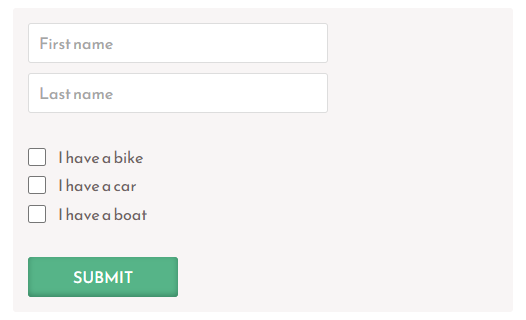 First name
Last name
I have a bike
I have a car
I have a boat
SUBMIT